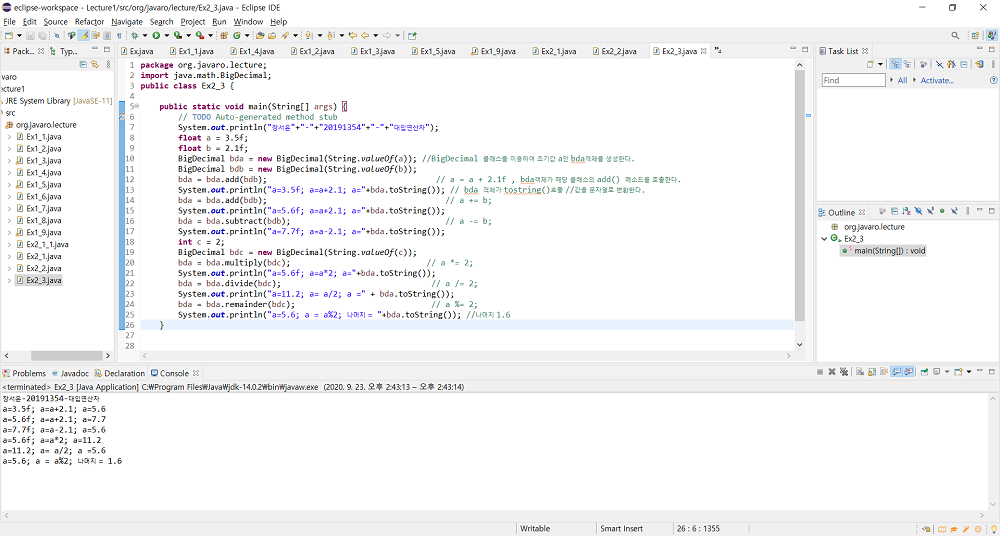 eclipse-workspace - Lecture1/src/org/javaro/lecture/Ex2_3.java - Eclipse IDE
File Edit Source Refactor Navigate Search Project Run Window Help
Pack... Typ...
varo
ecture1
JRE System Library [JavaSE-11]
src
org.javaro.lecture
Ex1_1.java
Ex1_2.java
Ex1_3.java
Ex1_4.java
Ex1_5.java
Ex1_6.java
Ex1_7.java
Ex1_8.java
Ex1_9.java
Ex2_1_1.java
Ex2_1.java
Ex2_2.java
Ex2_3.java
Ex.java Ex1_1.java Ex1_4.java Ex1_2.java Ex1_3.java Ex1_5.java Ex1_9.java Ex2_1.java Ex2_2.java Ex2_3.java
1 package org.javaro.lecture;
2 import java.math.BigDecimal;
3 public class Ex2_3 {
4
5 public static void main(String[] args) {
6 // TODO Auto-generated method stub
7 System.out.println("장서윤"+"-"+"20191354"+"-"+"대입연산자");
8 float a = 3.5f;
9 float b = 2.1f;
10 BigDecimal bda = new BigDecimal(String.valueOf(a)); //BigDecimal 클래스를 이용하여 초기값 a인 bda객체를 생성한다.
11 BigDecimal bdb = new BigDecimal(String.valueOf(b));
12 bda = bda.add(bdb); // a = a + 2.1f , bda객체가 해당 클래스의 add() 메소드를 호출한다.
13 System.out.println("a=3.5f; a=a+2.1; a="+bda.toString()); // bda 객체가 tostring()호출 //값을 문자열로 변환한다.
14 bda = bda.add(bdb); // a += b;
15 System.out.println("a=5.6f; a=a+2.1; a="+bda.toString());
16 bda = bda.subtract(bdb); // a -= b;
17 System.out.println("a=7.7f; a=a-2.1; a="+bda.toString());
18 int c = 2;
19 BigDecimal bdc = new BigDecimal(String.valueOf(c));
20 bda = bda.multiply(bdc); // a *= 2;
21 System.out.println("a=5.6f; a=a*2; a="+bda.toString());
22 bda = bda.divide(bdc); // a /= 2;
23 System.out.println("a=11.2; a= a/2; a =" + bda.toString());
24 bda = bda.remainder(bdc); // a %= 2;
25 System.out.println("a=5.6; a = a%2; 나머지 = "+bda.toString()); //나머지 1.6
26 }
27
28
Task List
Find All Activate...
Outline
org.javaro.lecture
Ex2_3
main(String[]) : void
Problems Javadoc Declaration Console
<terminated> Ex2_3 [Java Application] C:₩Program Files₩Java₩jdk-14.0.2₩bin₩javaw.exe (2020. 9. 23. 오후 2:43:13 – 오후 2:43:14)
장서윤-20191354-대입연산자
a=3.5f; a=a+2.1; a=5.6
a=5.6f; a=a+2.1; a=7.7
a=7.7f; a=a-2.1; a=5.6
a=5.6f; a=a*2; a=11.2
a=11.2; a= a/2; a =5.6
a=5.6; a = a%2; 나머지 = 1.6
Writable Smart Insert 26 : 6 : 1355